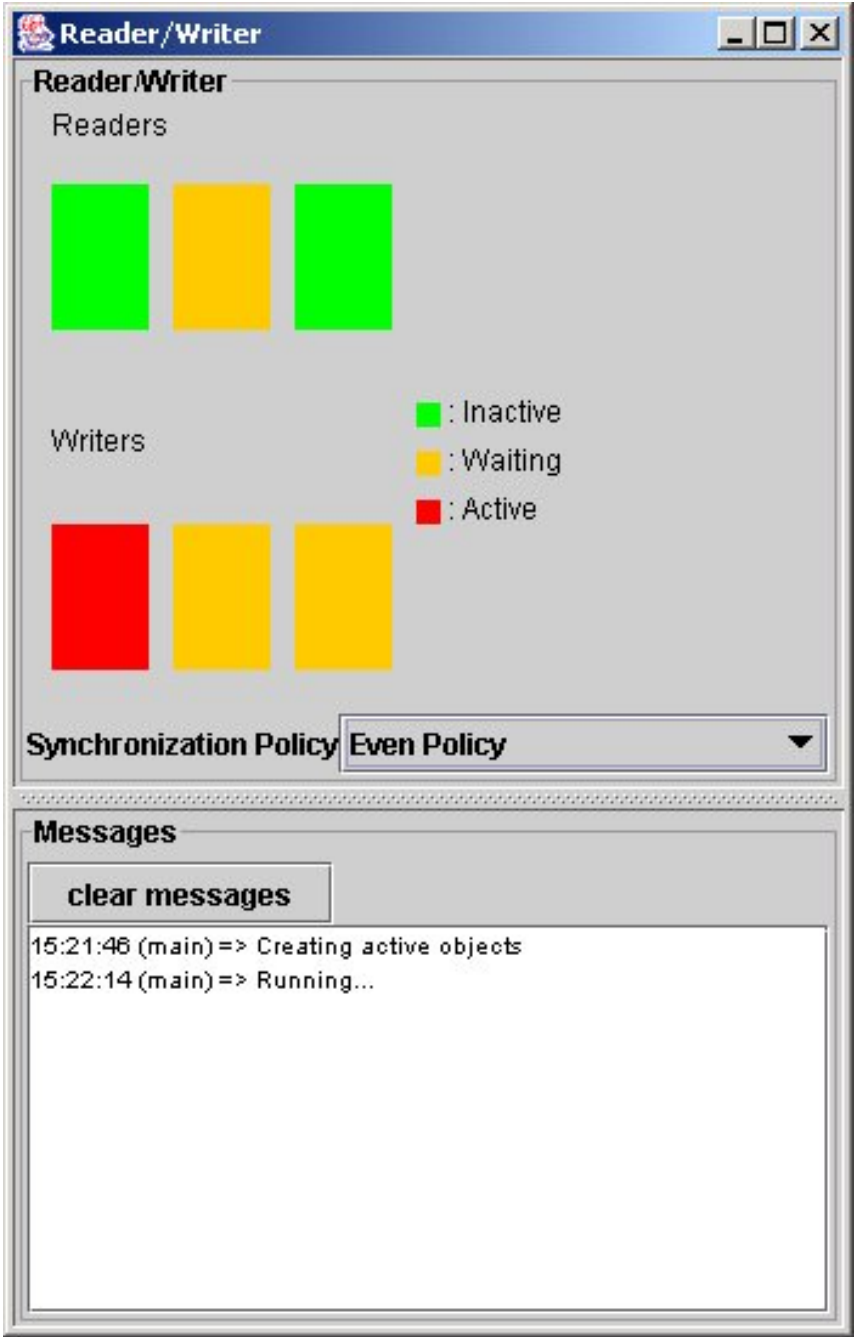 Reader/Writer
Reader/Writer
Readers
Writers
: Inactive
: Waiting
: Active
Synchronization Policy Even Policy
Messages
clear messages
15:21:46 (main) => Creating active objects
15:22:14 (main) => Running...